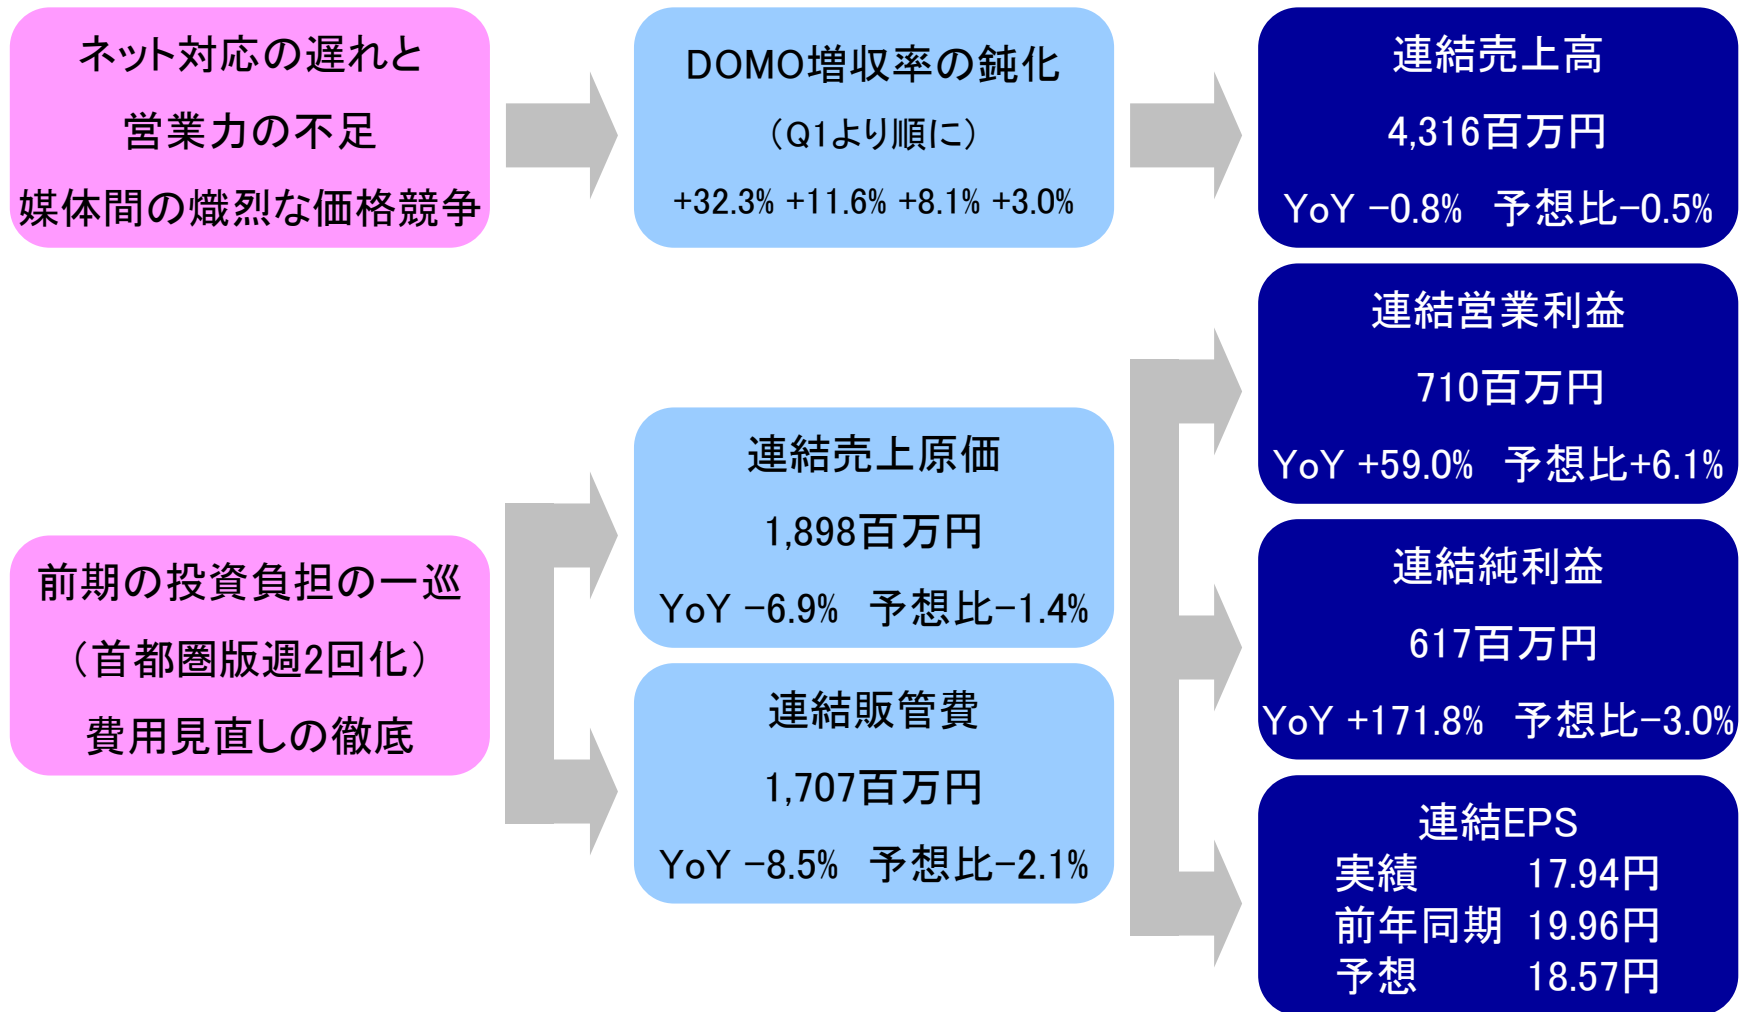 ネット対応の遅れと
営業力の不足
媒体間の熾烈な価格競争
DOMO増収率の鈍化
（Q1より順に）
+32.3% +11.6% +8.1% +3.0%
連結売上高
4,316百万円
YoY -0.8% 予想比-0.5%
前期の投資負担の一巡
（首都圏版週2回化）
費用見直しの徹底
連結売上原価
1,898百万円
YoY -6.9% 予想比-1.4%
連結販管費
1,707百万円
YoY -8.5% 予想比-2.1%
連結営業利益
710百万円
YoY +59.0% 予想比+6.1%
連結純利益
617百万円
YoY +171.8% 予想比-3.0%
連結EPS
実績 17.94円
前年同期 19.96円
予想 18.57円